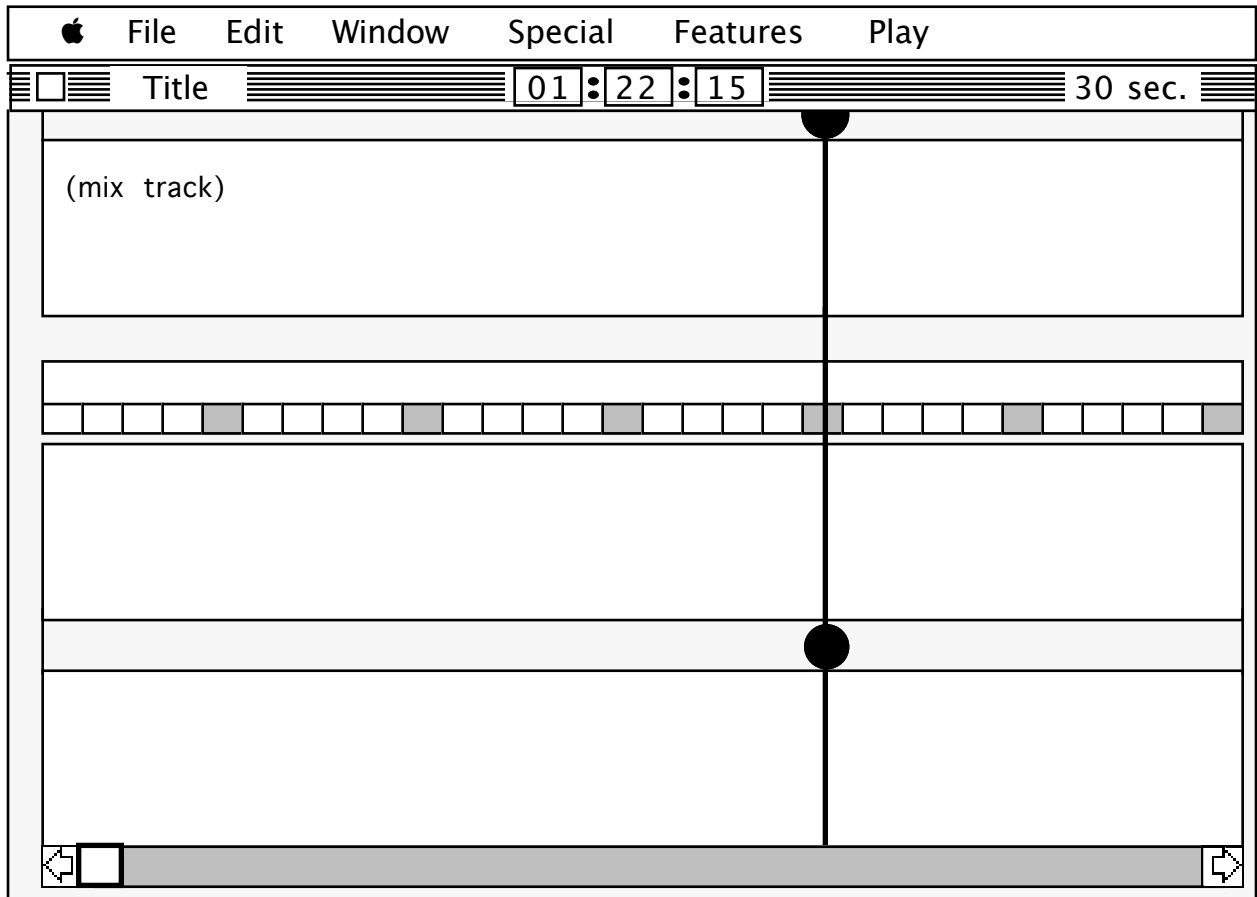 File Edit Window Special Features Play
Title 01:22:15 30 sec.
(mix track)